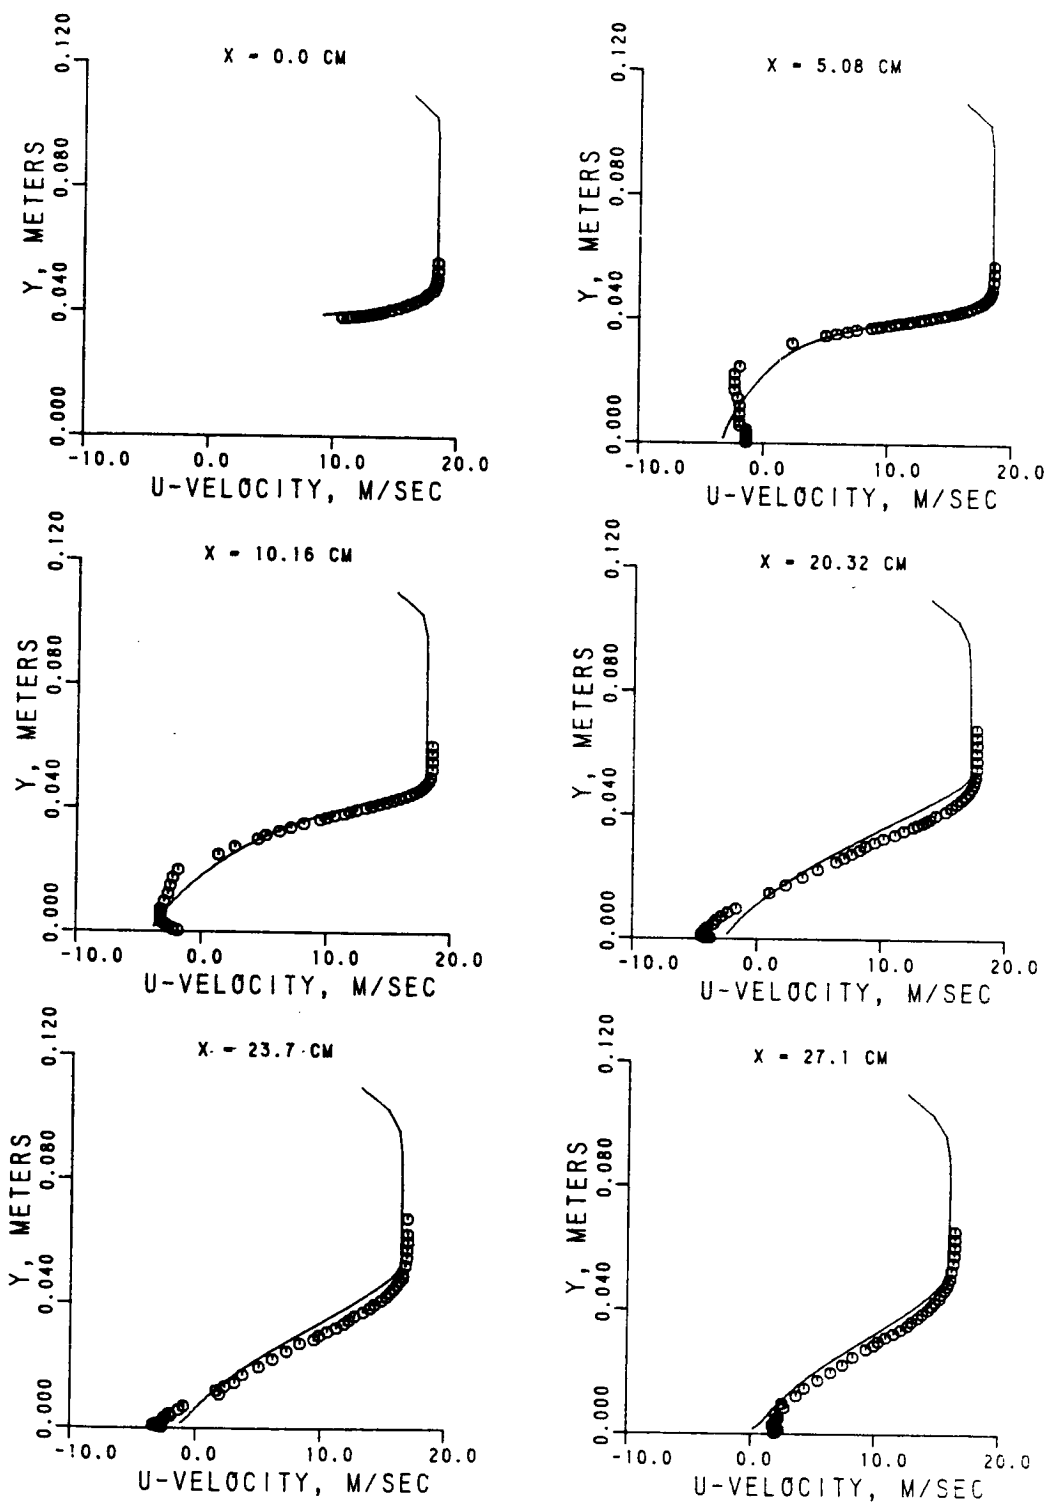 X = 0.0 CM
0.120
0.080
0.040
0.000
Y, METERS
-10.0 0.0 10.0 20.0
U-VELOCITY, M/SEC
X = 5.08 CM
0.120
0.080
0.040
0.000
Y, METERS
-10.0 0.0 10.0 20.0
U-VELOCITY, M/SEC
X = 10.16 CM
0.120
0.080
0.040
0.000
Y, METERS
-10.0 0.0 10.0 20.0
U-VELOCITY, M/SEC
X = 20.32 CM
0.120
0.080
0.040
0.000
Y, METERS
-10.0 0.0 10.0 20.0
U-VELOCITY, M/SEC
X = 23.7 CM
0.120
0.080
0.040
0.000
Y, METERS
-10.0 0.0 10.0 20.0
U-VELOCITY, M/SEC
X = 27.1 CM
0.120
0.080
0.040
0.000
Y, METERS
-10.0 0.0 10.0 20.0
U-VELOCITY, M/SEC